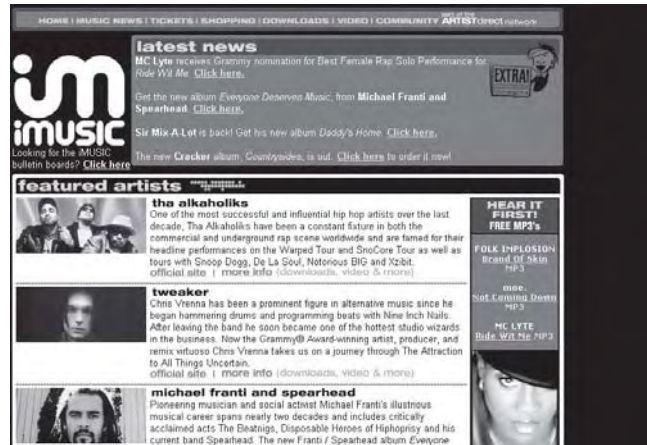 HOME | MUSIC NEWS | TICKETS | SHOPPING | DOWNLOADS | VIDEO | COMMUNITY part of the ARTISTdirect network
latest news
MC Lyte receives Grammy nomination for Best Female Rap Solo Performance for
Ride Wit Me. Click here.
EXTRA!
Get the new album Everyone Deserves Music, from Michael Franti and
Spearhead. Click here.
Sir Mix-A-Lot is back! Get his new album Daddy's Home. Click here.
The new Cracker album, Countrysides, is out. Click here to order it now!
im
iMUSIC
Looking for the iMUSIC
bulletin boards? Click here
featured artists
tha alkaholiks
One of the most successful and influential hip hop artists over the last
decade, Tha Alkaholiks have been a constant fixture in both the
commercial and underground rap scene worldwide and are famed for their
headline performances on the Warped Tour and SnoCore Tour as well as
tours with Snoop Dogg, De La Soul, Notorious BIG and Xzibit.
official site | more info (downloads, video & more)
tweaker
Chris Vrenna has been a prominent figure in alternative music since he
began hammering drums and programming beats with Nine Inch Nails.
After leaving the band he soon became one of the hottest studio wizards
in the business. Now the Grammy® Award-winning artist, producer, and
remix virtuoso Chris Vrenna takes us on a journey through The Attraction
to All Things Uncertain.
official site | more info (downloads, video & more)
michael franti and spearhead
Pioneering musician and social activist Michael Franti's illustrious
musical career spans nearly two decades and includes critically
acclaimed acts The Beatnigs, Disposable Heroes of Hiphoprisy and his
current band Spearhead. The new Franti / Spearhead album Everyone
HEAR IT
FIRST!
FREE MP3's
FOLK IMPLOSION
Brand Of Skin
MP3
moe.
Not Coming Down
MP3
MC LYTE
Ride Wit Me MP3